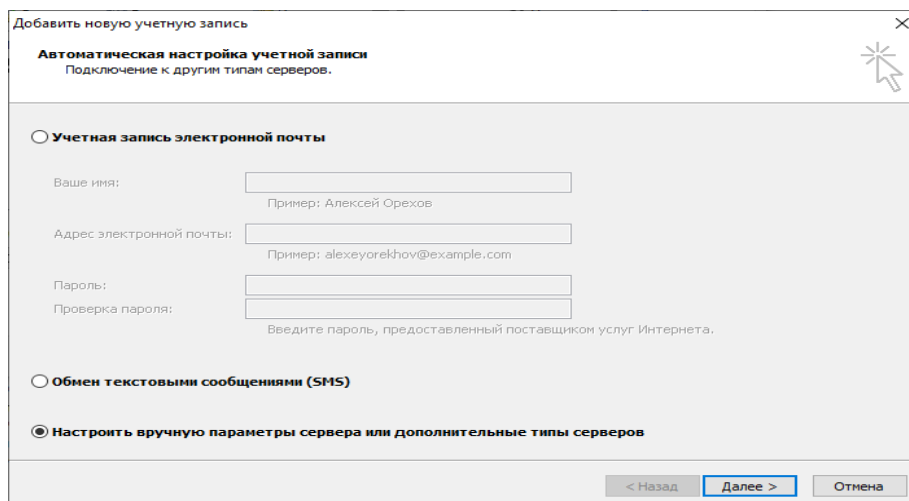 Добавить новую учетную запись
Автоматическая настройка учетной записи
Подключение к другим типам серверов.
Учетная запись электронной почты
Ваше имя:
Пример: Алексей Орехов
Адрес электронной почты:
Пример: alexeyorekhov@example.com
Пароль:
Проверка пароля:
Введите пароль, предоставленный поставщиком услуг Интернета.
Обмен текстовыми сообщениями (SMS)
Настроить вручную параметры сервера или дополнительные типы серверов
< Назад Далее > Отмена